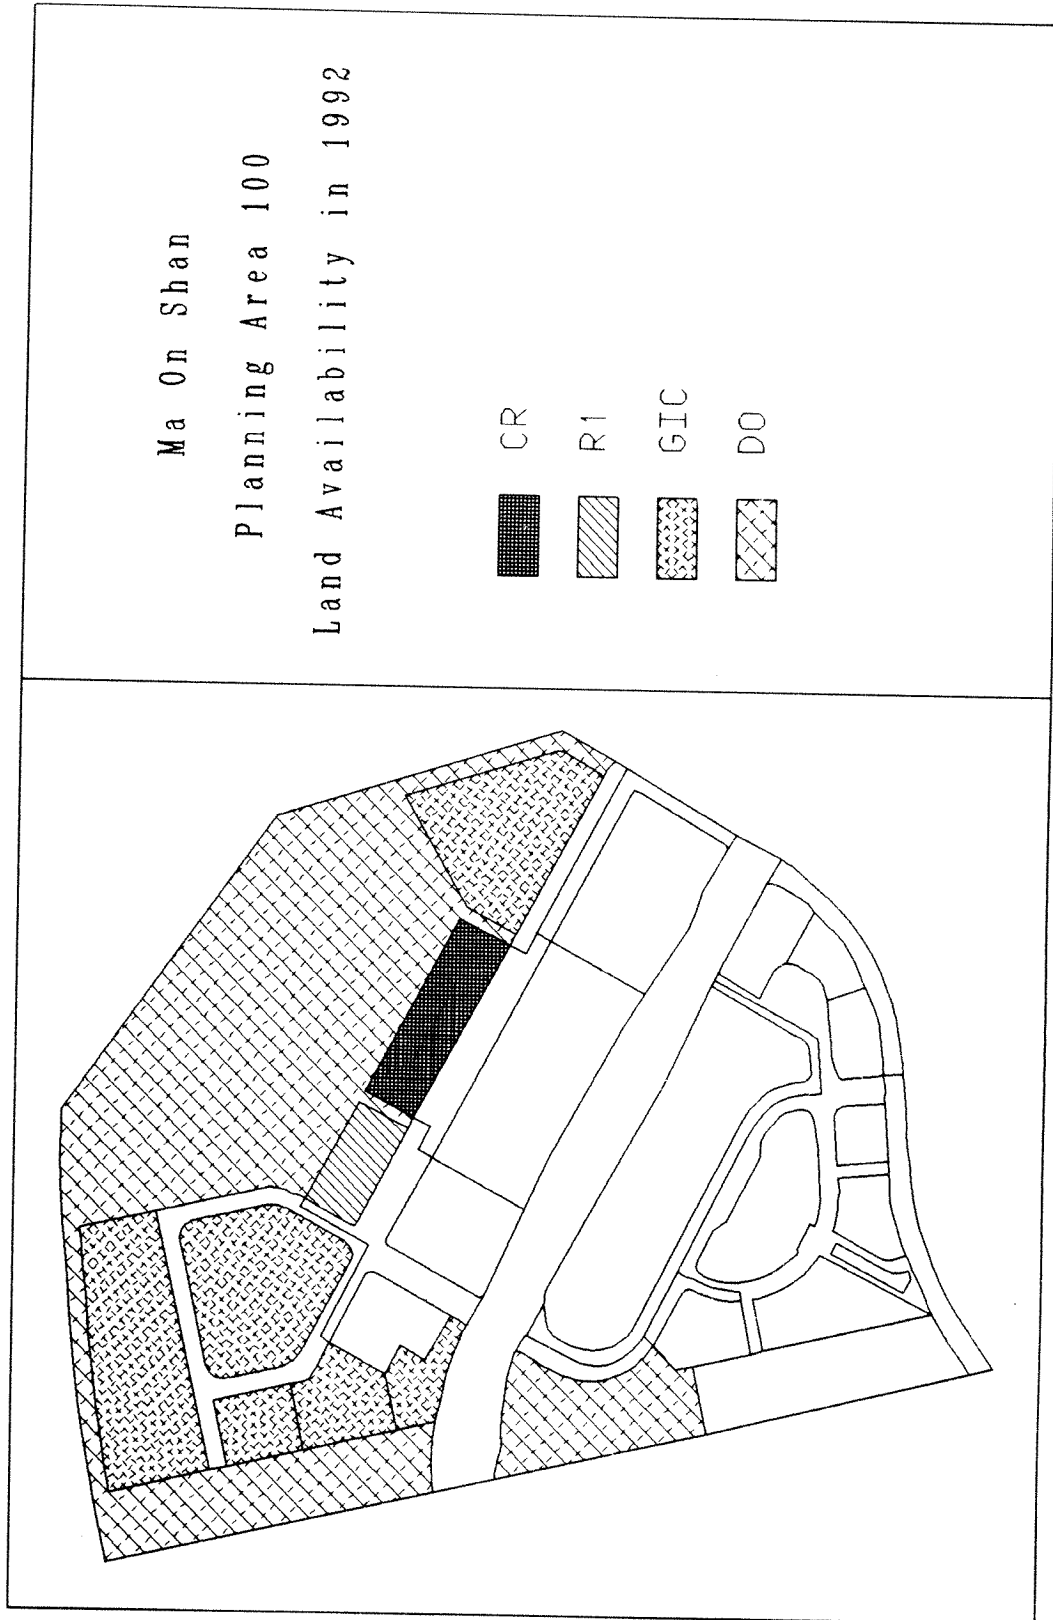 Ma On Shan
Planning Area 100
Land Availability in 1992
CR
R1
GIC
DO